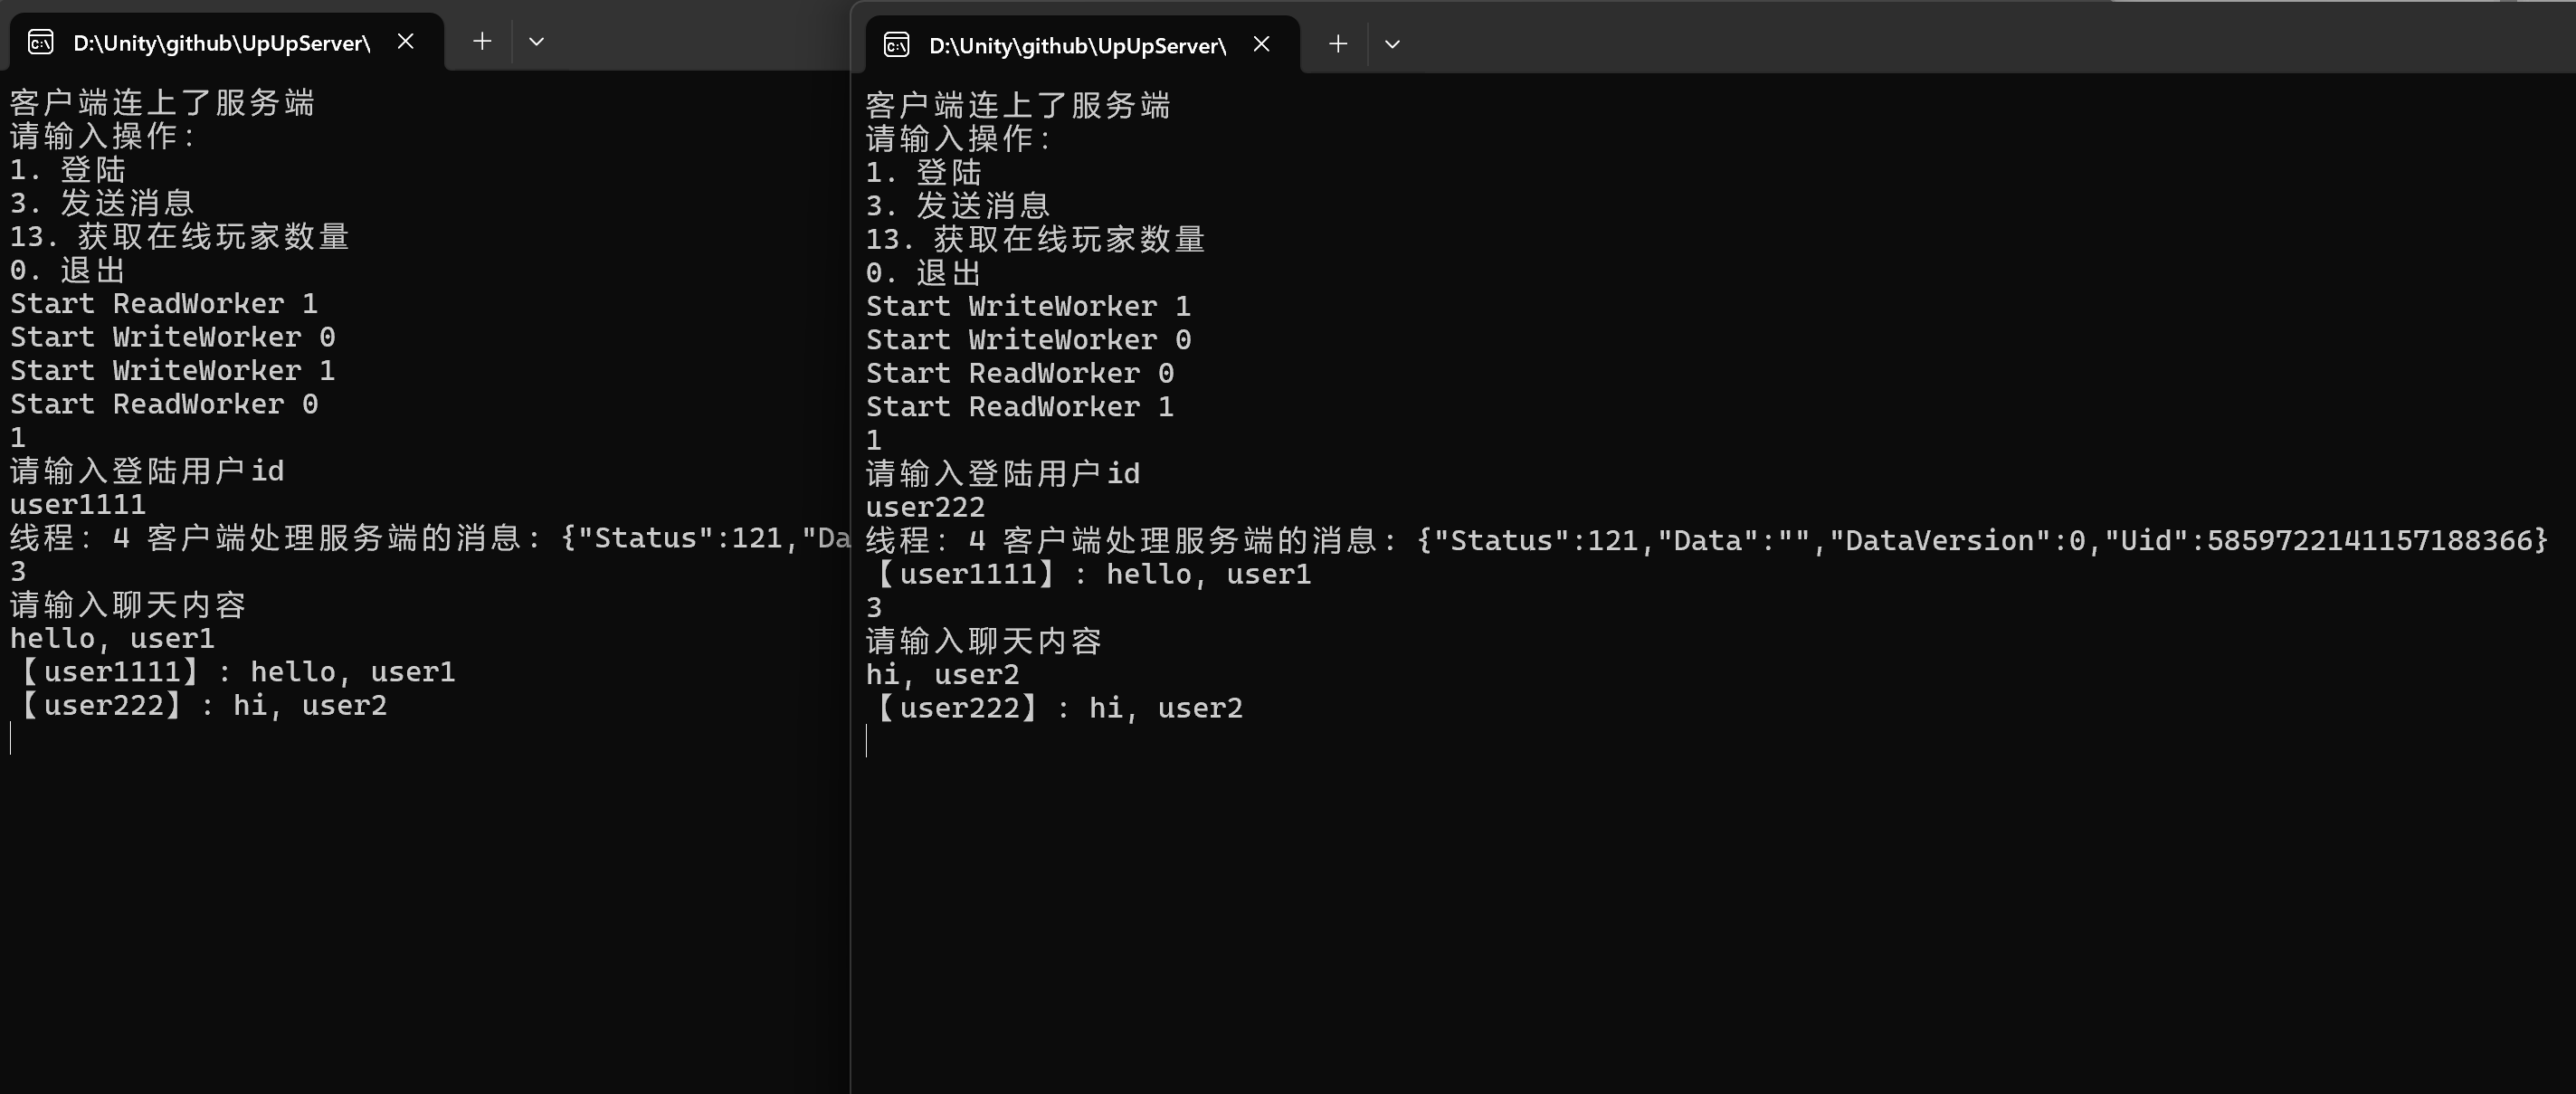 D:\Unity\github\UpUpServer\
客户端连上了服务端
请输入操作:
1. 登陆
3. 发送消息
13. 获取在线玩家数量
0. 退出
Start ReadWorker 1
Start WriteWorker 0
Start WriteWorker 1
Start ReadWorker 0
1
请输入登陆用户id
user1111
线程: 4 客户端处理服务端的消息: {"Status":121,"Da
3
请输入聊天内容
hello, user1
【user1111】: hello, user1
【user222】: hi, user2
D:\Unity\github\UpUpServer\
客户端连上了服务端
请输入操作:
1. 登陆
3. 发送消息
13. 获取在线玩家数量
0. 退出
Start WriteWorker 1
Start WriteWorker 0
Start ReadWorker 0
Start ReadWorker 1
1
请输入登陆用户id
user222
线程: 4 客户端处理服务端的消息: {"Status":121,"Data":"","DataVersion":0,"Uid":5859722141157188366}
【user1111】: hello, user1
3
请输入聊天内容
hi, user2
【user222】: hi, user2